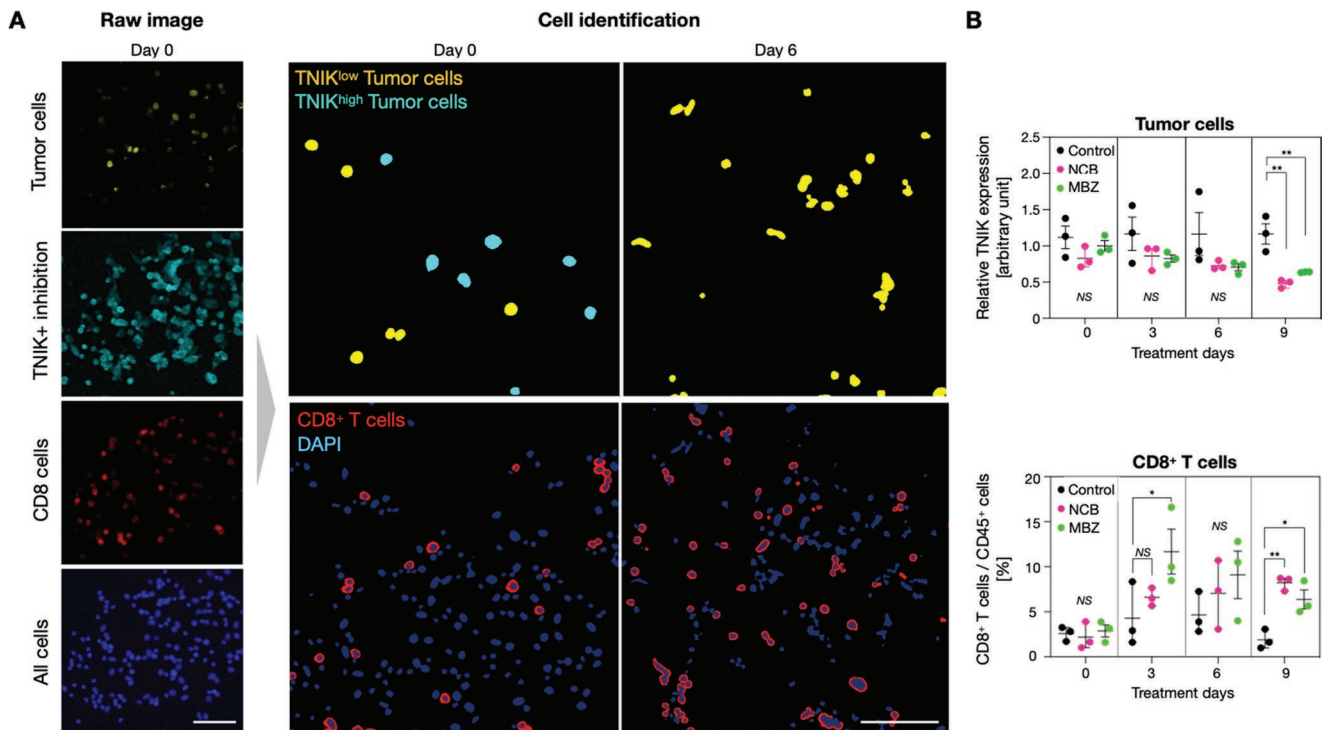 A
Raw image
Cell identification
Day 0
Day 0
Day 6
Tumor cells
TNIK+ inhibition
CD8 cells
All cells
TNIKlow Tumor cells
TNIKhigh Tumor cells
CD8+ T cells
DAPI
B
Tumor cells
Relative TNIK expression
[arbitrary unit]
2.5
2.0
1.5
1.0
0.5
0
Control
NCB
MBZ
**
**
NS
NS
NS
0
3
6
9
Treatment days
CD8+ T cells
CD8+ T cells / CD45+ cells
[%]
20
15
10
5
0
Control
NCB
MBZ
*
NS
NS
NS
*
**
0
3
6
9
Treatment days